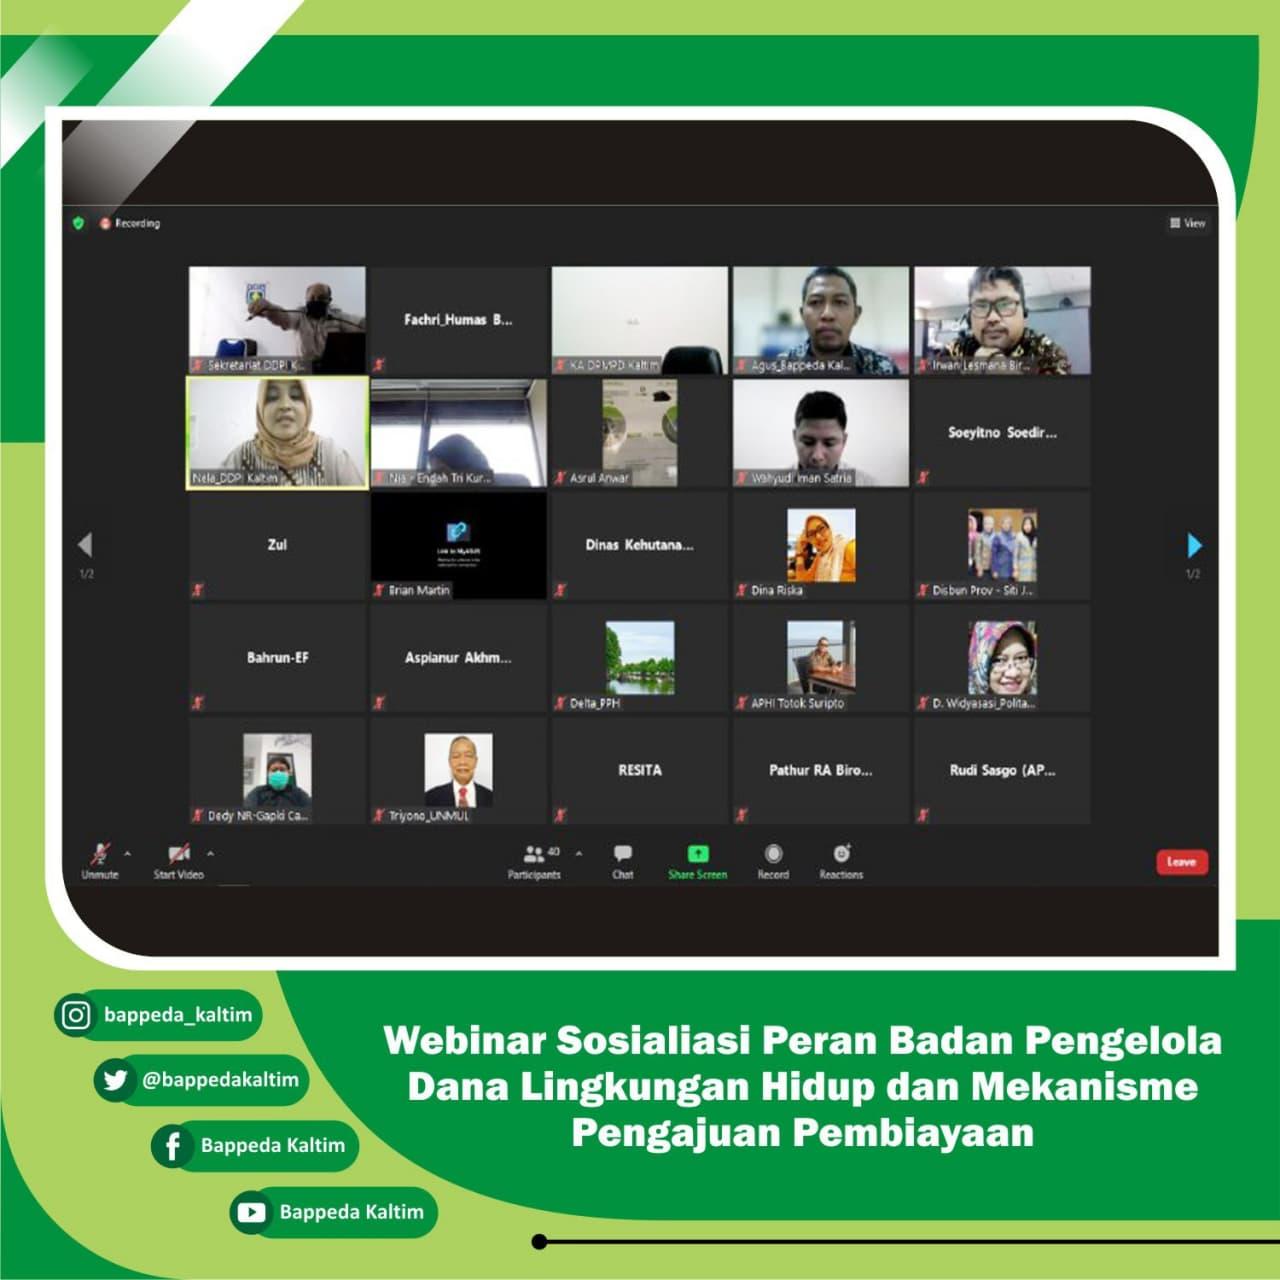 Recording
View
Fachri_Humas B...
Sekretariat DDPI K...
KA DPMPD Kaltim
Agus_Bappeda Kal...
Irwan Lesmana Bir...
Soeyitno Soedir...
Nela_DDPI Kaltim
Nia - Endah Tri Kur...
Asrul Anwar
Wahyudi Iman Satria
Zul
Dinas Kehutana...
Brian Martin
Dina Riska
Disbun Prov - Siti J...
1/2
1/2
Bahrun-EF
Aspianur Akhm...
Delta_PPH
APHI Totok Suripto
D. Widyasasi_Polita...
RESITA
Pathur RA Biro...
Rudi Sasgo (AP...
Dedy NR-Gapki Ca...
Triyono_UNMUL
40
Unmute
Start Video
Participants
Chat
Share Screen
Record
Reactions
Leave
bappeda_kaltim
@bappedakaltim
Bappeda Kaltim
Bappeda Kaltim
Webinar Sosialiasi Peran Badan Pengelola
Dana Lingkungan Hidup dan Mekanisme
Pengajuan Pembiayaan